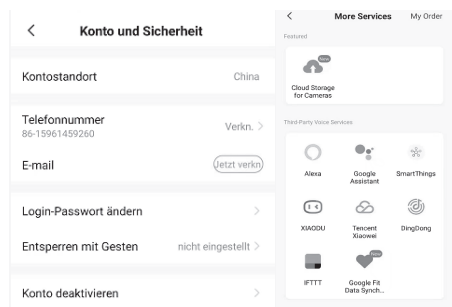 Konto und Sicherheit
Kontostandort
China
Telefonnummer
86-15961459260
Verkn.
E-mail
Jetzt verkn
Login-Passwort ändern
Entsperren mit Gesten
nicht eingestellt
Konto deaktivieren
More Services
My Order
Featured
New
Cloud Storage
for Cameras
Third-Party Voice Services
Alexa
Google
Assistant
SmartThings
XIAODU
Tencent
Xiaowei
DingDong
IFTTT
New
Google Fit
Data Synch...